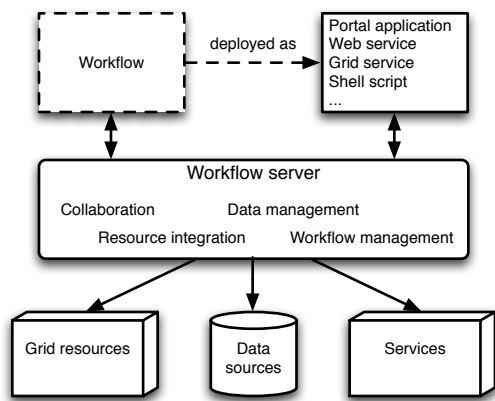 Workflow
deployed as
Portal application
Web service
Grid service
Shell script
...
Workflow server
Collaboration
Data management
Resource integration
Workflow management
Grid resources
Data
sources
Services